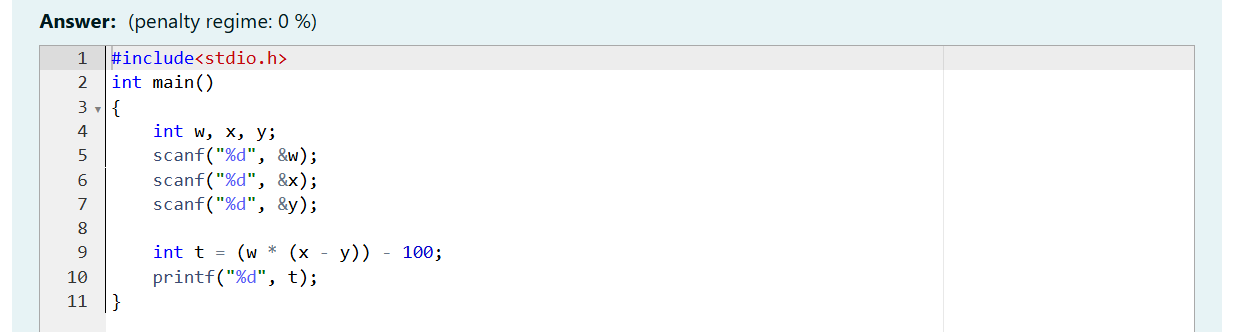 Answer: (penalty regime: 0 %)
1 #include<stdio.h>
2 int main()
3 {
4     int w, x, y;
5     scanf("%d", &w);
6     scanf("%d", &x);
7     scanf("%d", &y);
8
9     int t = (w * (x - y)) - 100;
10     printf("%d", t);
11 }